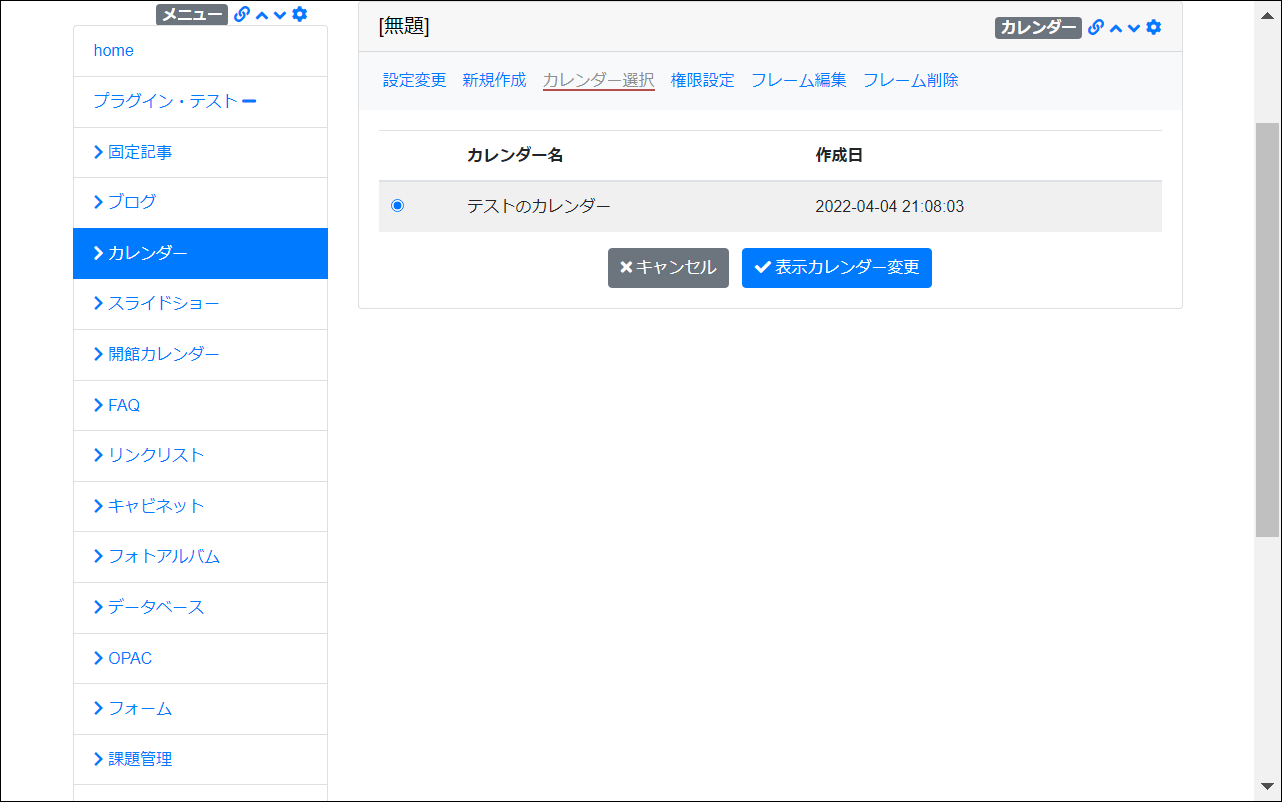 メニュー
home
プラグイン・テスト
固定記事
ブログ
カレンダー
スライドショー
開館カレンダー
FAQ
リンクリスト
キャビネット
フォトアルバム
データベース
OPAC
フォーム
課題管理
[無題]
カレンダー
設定変更 新規作成 カレンダー選択 権限設定 フレーム編集 フレーム削除
カレンダー名 作成日
テストのカレンダー 2022-04-04 21:08:03
キャンセル 表示カレンダー変更